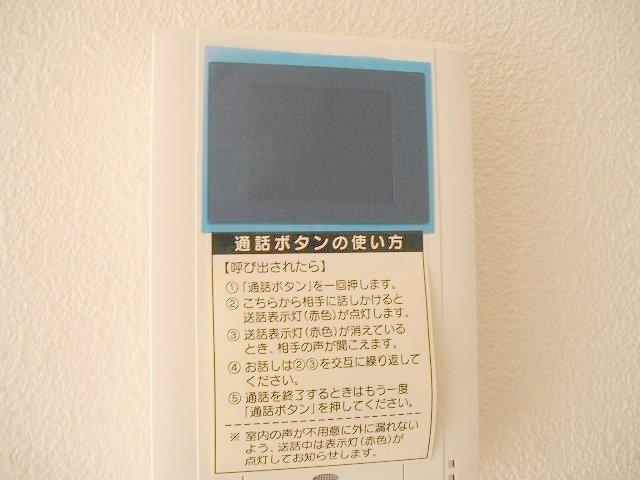 通話ボタンの使い方
【呼び出されたら】
① 「通話ボタン」を一回押します。
② こちらから相手に話しかけると
送話表示灯(赤色)が点灯します。
③ 送話表示灯(赤色)が消えている
とき、相手の声が聞こえます。
④ お話しは②③を交互に繰り返して
ください。
⑤ 通話を終了するときはもう一度
「通話ボタン」を押してください。
※ 室内の声が不用意に外に漏れない
よう、送話中は表示灯(赤色)が
点灯してお知らせします。